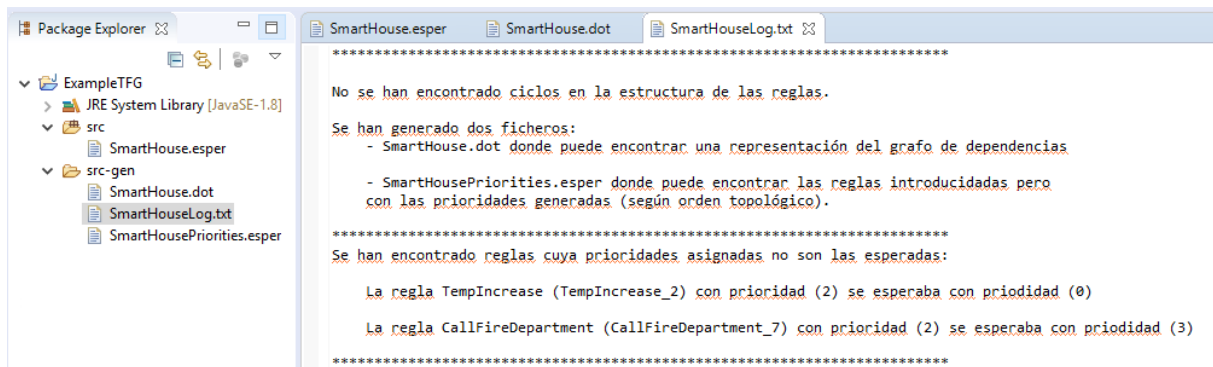 Package Explorer
ExampleTFG
JRE System Library [JavaSE-1.8]
src
SmartHouse.esper
src-gen
SmartHouse.dot
SmartHouseLog.txt
SmartHousePriorities.esper
SmartHouse.esper SmartHouse.dot SmartHouseLog.txt
*************************************************************************
No se han encontrado ciclos en la estructura de las reglas.
Se han generado dos ficheros:
- SmartHouse.dot donde puede encontrar una representación del grafo de dependencias
- SmartHousePriorities.esper donde puede encontrar las reglas introducidadas pero
con las prioridades generadas (según orden topológico).
*************************************************************************
Se han encontrado reglas cuya prioridades asignadas no son las esperadas:
La regla TempIncrease (TempIncrease_2) con prioridad (2) se esperaba con priodidad (0)
La regla CallFireDepartment (CallFireDepartment_7) con prioridad (2) se esperaba con priodidad (3)
*************************************************************************